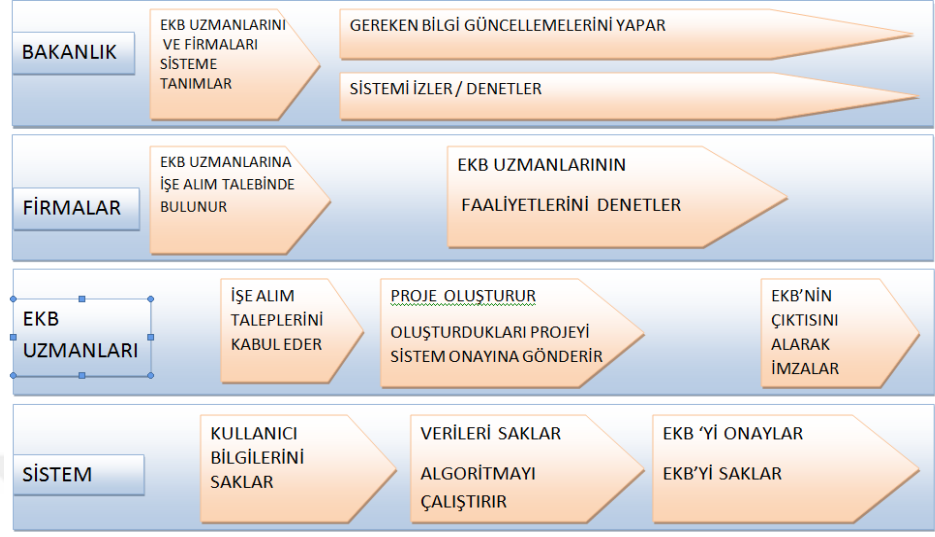 BAKANLIK
EKB UZMANLARINI
VE FİRMALARI
SİSTEME
TANIMLAR
GEREKEN BİLGİ GÜNCELLEMELERİNİ YAPAR
SİSTEMİ İZLER / DENETLER
FİRMALAR
EKB UZMANLARINA
İŞE ALIM TALEBİNDE
BULUNUR
EKB UZMANLARININ
FAALİYETLERİNİ DENETLER
EKB
UZMANLARI
İŞE ALIM
TALEPLERİNİ
KABUL EDER
PROJE OLUŞTURUR
OLUŞTURDUKLARI PROJEYİ
SİSTEM ONAYINA GÖNDERİR
EKB’NİN
ÇIKTISINI
ALARAK
İMZALAR
SİSTEM
KULLANICI
BİLGİLERİNİ
SAKLAR
VERİLERİ SAKLAR
ALGORİTMAYI
ÇALIŞTIRIR
EKB ‘Yİ ONAYLAR
EKB’Yİ SAKLAR